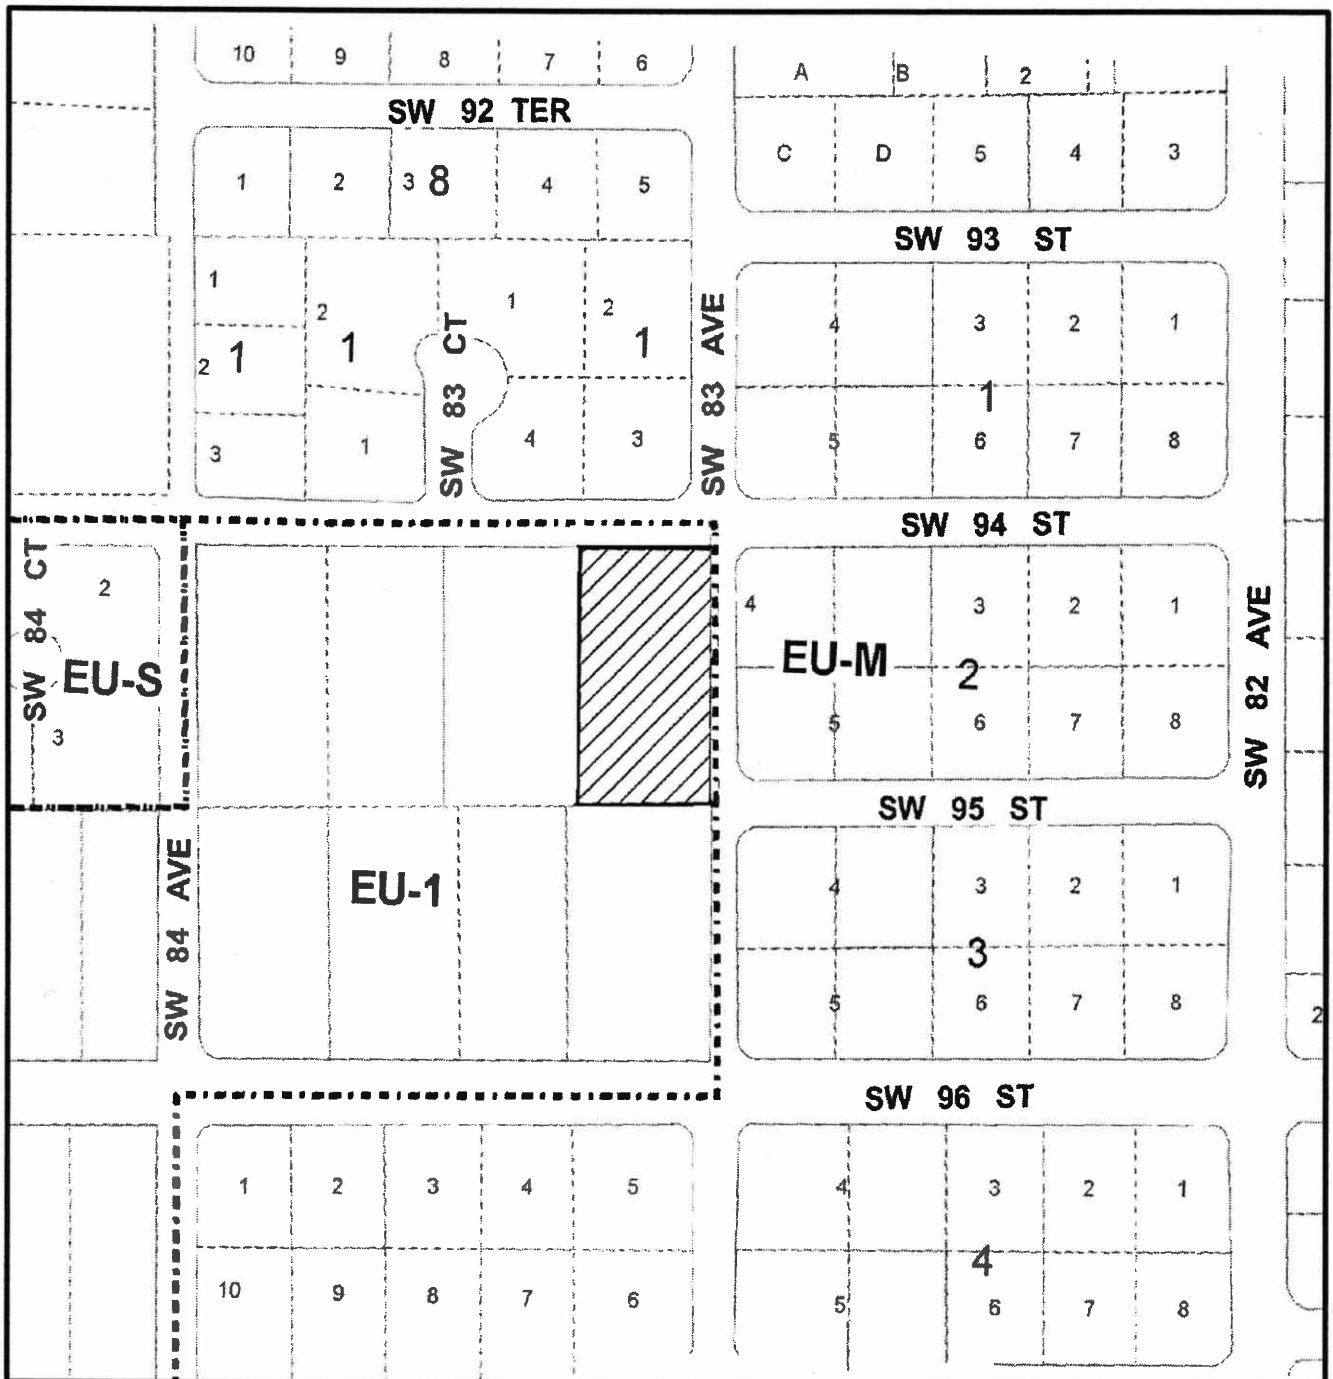 10 9 8 7 6
A B 2
SW 92 TER
C D 5 4 3
1 2 3 8 4 5
SW 93 ST
1 2 1 2
2 1 1 1
3 1 4 3
SW 83 CT
SW 83 AVE
4 3 2 1
1
5 6 7 8
SW 94 ST
SW 84 CT
2
EU-S
3
4 3 2 1
EU-M 2
5 6 7 8
SW 82 AVE
SW 95 ST
SW 84 AVE
EU-1
4 3 2 1
3
5 6 7 8
2
SW 96 ST
1 2 3 4 5
4 3 2 1
4
10 9 8 7 6
5 6 7 8